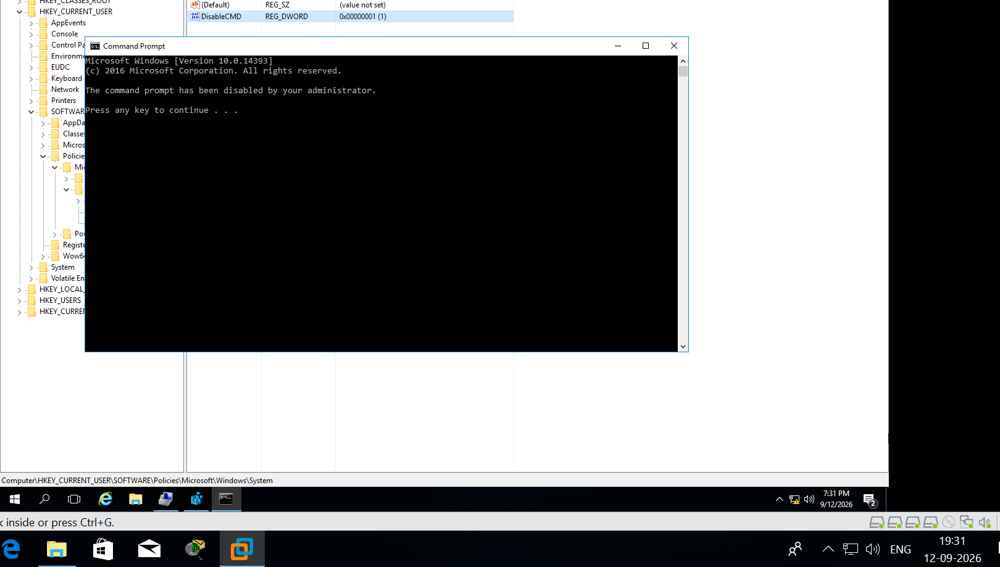 HKEY_CLASSES_ROOT
HKEY_CURRENT_USER
AppEvents
Console
Control Pa
Environme
EUDC
Keyboard
Network
Printers
SOFTWAR
AppDa
Classes
Micros
Policie
Mic
Pow
Registe
Wow64
System
Volatile En
HKEY_LOCAL_
HKEY_USERS
HKEY_CURREN
(Default) REG_SZ (value not set)
DisableCMD REG_DWORD 0x00000001 (1)
Command Prompt
Microsoft Windows [Version 10.0.14393]
(c) 2016 Microsoft Corporation. All rights reserved.
The command prompt has been disabled by your administrator.
Press any key to continue . . .
Computer\HKEY_CURRENT_USER\SOFTWARE\Policies\Microsoft\Windows\System
7:31 PM
9/12/2026
2
k inside or press Ctrl+G.
ENG
19:31
12-09-2026